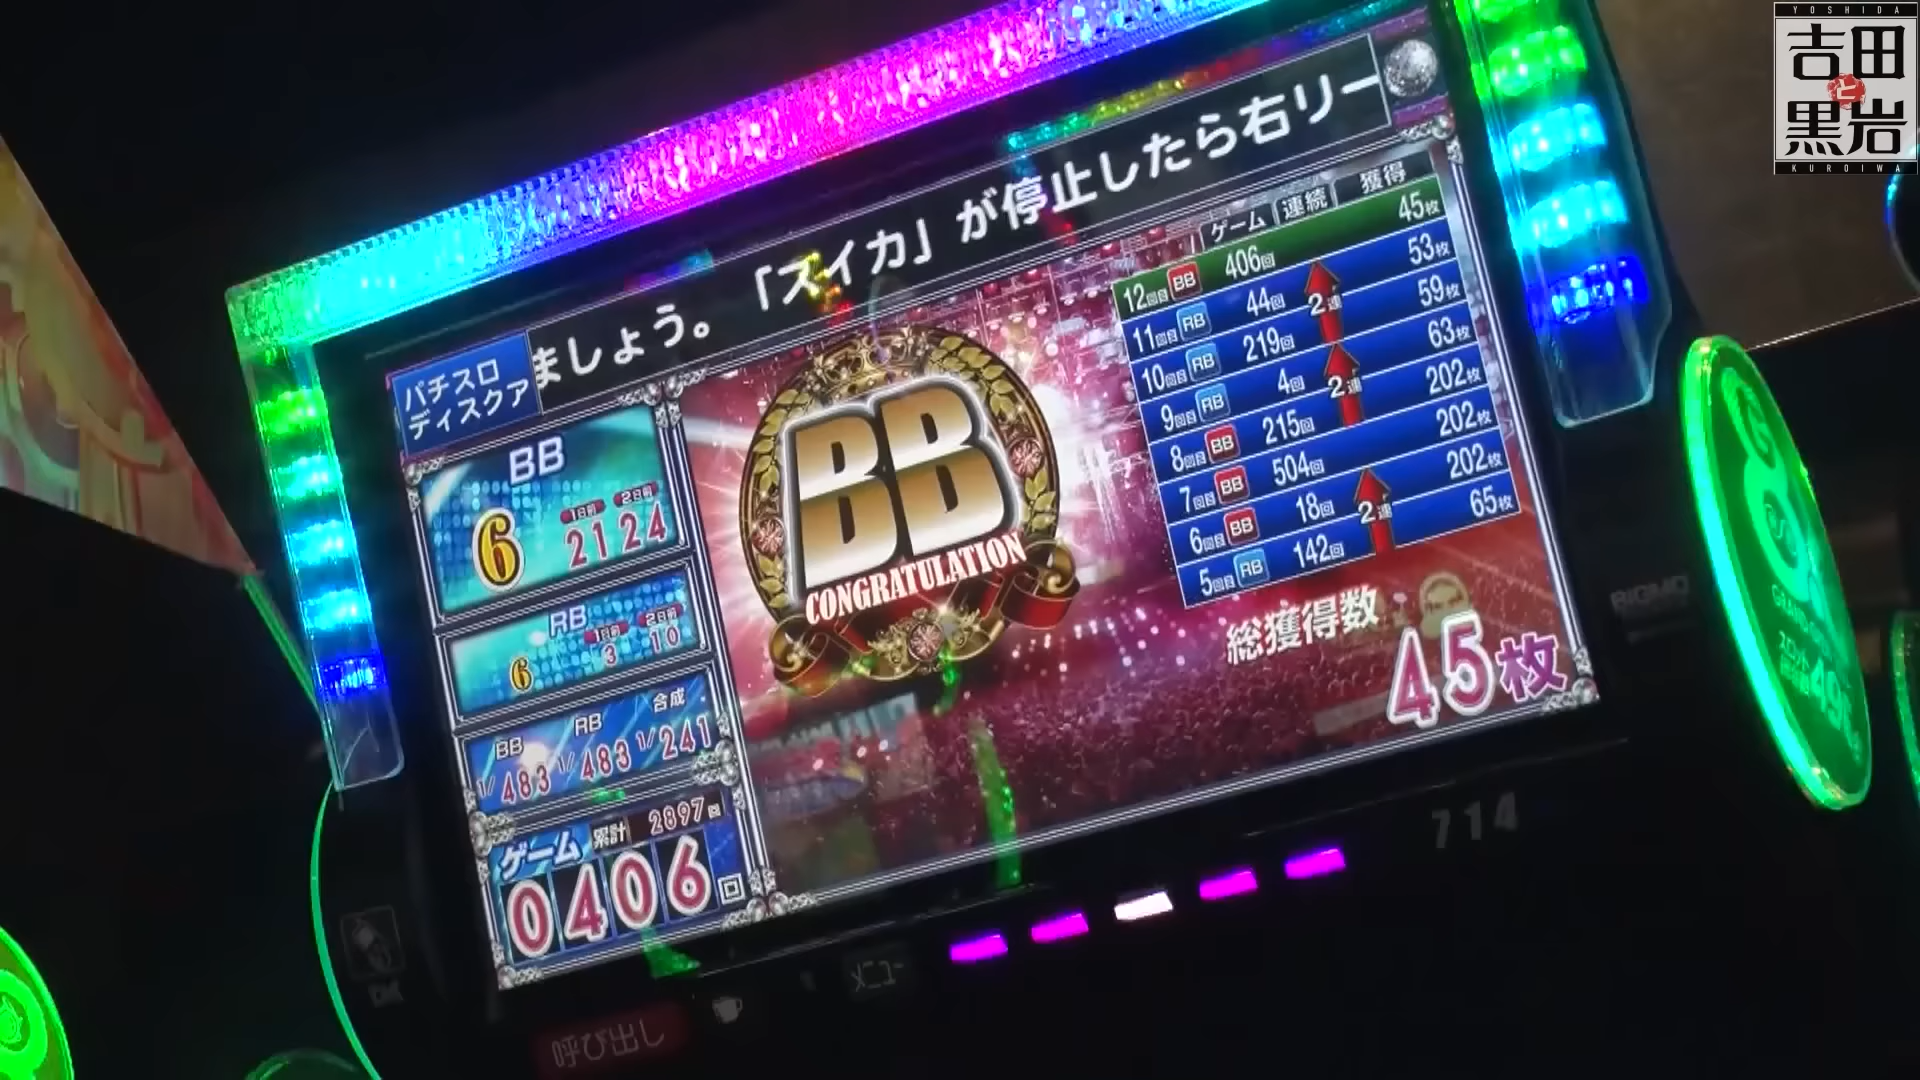 YOSHIDA
吉田
と
黒岩
KUROIWA
ましょう。「スイカ」が停止したら右リー
パチスロ
ディスクア
BB
6 1日前 21 2日前 24
RB
6 1日前 3 2日前 10
BB RB 合成
1/483 1/483 1/241
ゲーム 累計 2897回
0406回
BB
CONGRATULATION
ゲーム 連続 獲得
12回目 BB 406回 45枚
11回目 RB 44回 53枚
2連
10回目 RB 219回 59枚
9回目 RB 4回 63枚
2連
8回目 BB 215回 202枚
7回目 BB 504回 202枚
6回目 BB 18回 202枚
2連
5回目 RB 142回 65枚
総獲得数
45枚
714
メニュー
呼び出し